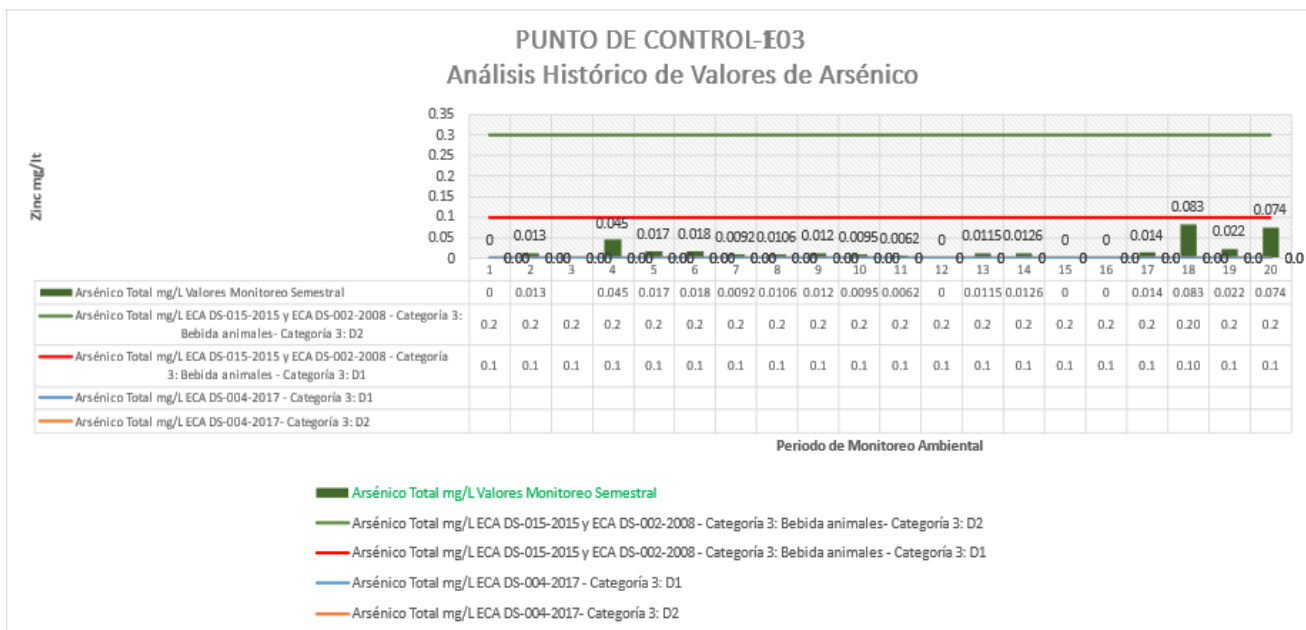 PUNTO DE CONTROL-E03
Análisis Histórico de Valores de Arsénico
Zinc mg/lt
0.35
0.3
0.25
0.2
0.15
0.1
0.05
0
0 0.013 0.045 0.017 0.018 0.0092 0.0106 0.012 0.0095 0.0062 0 0.0115 0.0126 0 0 0.014 0.083 0.022 0.074
1 2 3 4 5 6 7 8 9 10 11 12 13 14 15 16 17 18 19 20
Arsénico Total mg/L Valores Monitoreo Semestral 0 0.013 0.045 0.017 0.018 0.0092 0.0106 0.012 0.0095 0.0062 0 0.0115 0.0126 0 0 0.014 0.083 0.022 0.074
Arsénico Total mg/L ECA DS-015-2015 y ECA DS-002-2008 - Categoría 3:
Bebida animales- Categoría 3: D2 0.2 0.2 0.2 0.2 0.2 0.2 0.2 0.2 0.2 0.2 0.2 0.2 0.2 0.2 0.2 0.2 0.2 0.20 0.2 0.2
Arsénico Total mg/L ECA DS-015-2015 y ECA DS-002-2008 - Categoría
3: Bebida animales - Categoría 3: D1 0.1 0.1 0.1 0.1 0.1 0.1 0.1 0.1 0.1 0.1 0.1 0.1 0.1 0.1 0.1 0.1 0.1 0.10 0.1 0.1
Arsénico Total mg/L ECA DS-004-2017 - Categoría 3: D1
Arsénico Total mg/L ECA DS-004-2017- Categoría 3: D2
Periodo de Monitoreo Ambiental
Arsénico Total mg/L Valores Monitoreo Semestral
Arsénico Total mg/L ECA DS-015-2015 y ECA DS-002-2008 - Categoría 3: Bebida animales- Categoría 3: D2
Arsénico Total mg/L ECA DS-015-2015 y ECA DS-002-2008 - Categoría 3: Bebida animales - Categoría 3: D1
Arsénico Total mg/L ECA DS-004-2017 - Categoría 3: D1
Arsénico Total mg/L ECA DS-004-2017- Categoría 3: D2